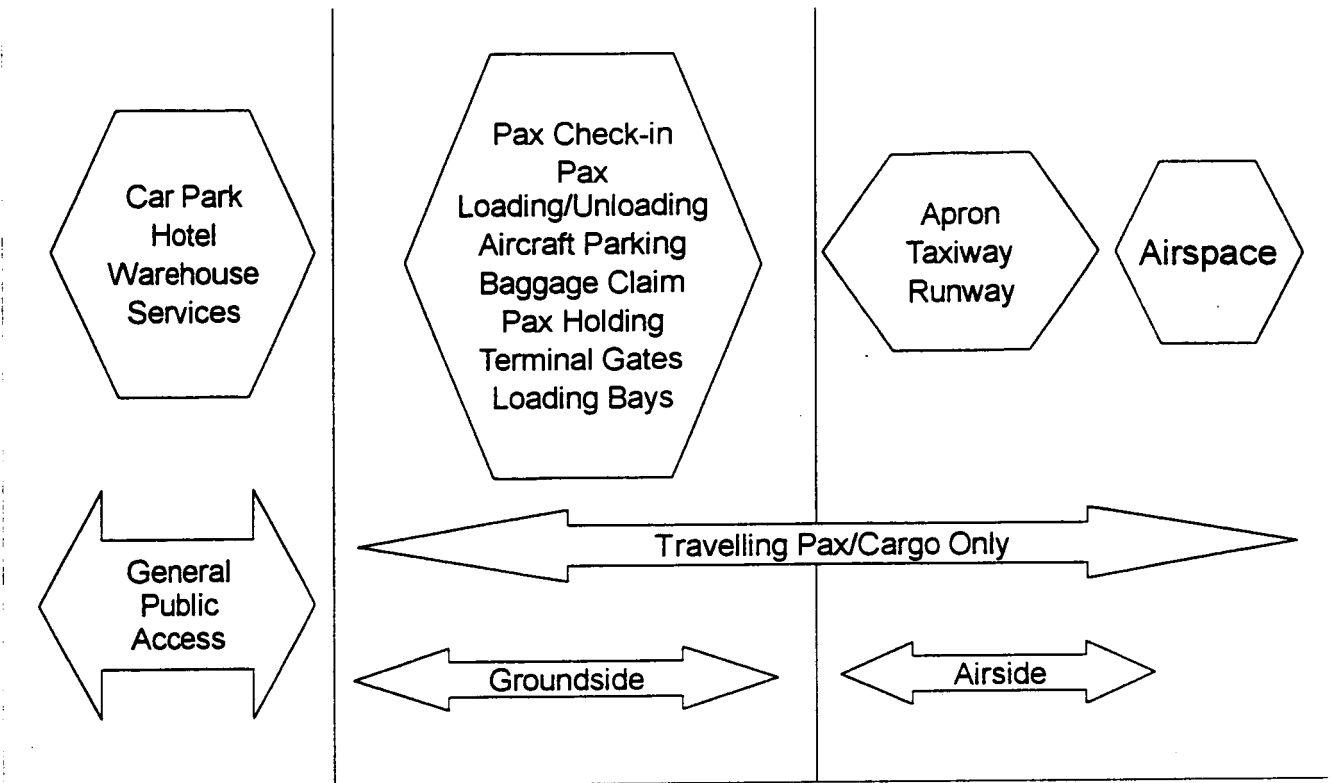 Car Park
Hotel
Warehouse
Services
Pax Check-in
Pax
Loading/Unloading
Aircraft Parking
Baggage Claim
Pax Holding
Terminal Gates
Loading Bays
Apron
Taxiway
Runway
Airspace
General
Public
Access
Travelling Pax/Cargo Only
Groundside
Airside